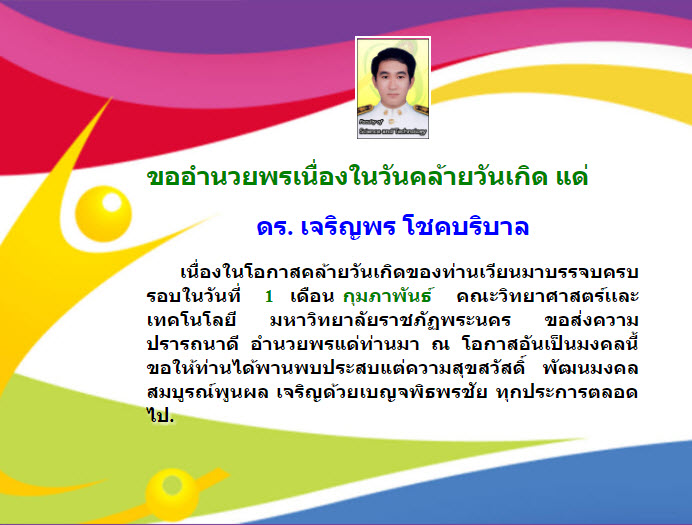 Faculty of
Science and Technology
ขออำนวยพรเนื่องในวันคล้ายวันเกิด แด่
ดร. เจริญพร โชคบริบาล
เนื่องในโอกาสคล้ายวันเกิดของท่านเวียนมาบรรจบครบ
รอบในวันที่ 1 เดือน กุมภาพันธ์ คณะวิทยาศาสตร์และ
เทคโนโลยี มหาวิทยาลัยราชภัฏพระนคร ขอส่งความ
ปรารถนาดี อำนวยพรแด่ท่านมา ณ โอกาสอันเป็นมงคลนี้
ขอให้ท่านได้พานพบประสบแต่ความสุขสวัสดิ์ พัฒนมงคล
สมบูรณ์พูนผล เจริญด้วยเบญจพิธพรชัย ทุกประการตลอด
ไป.